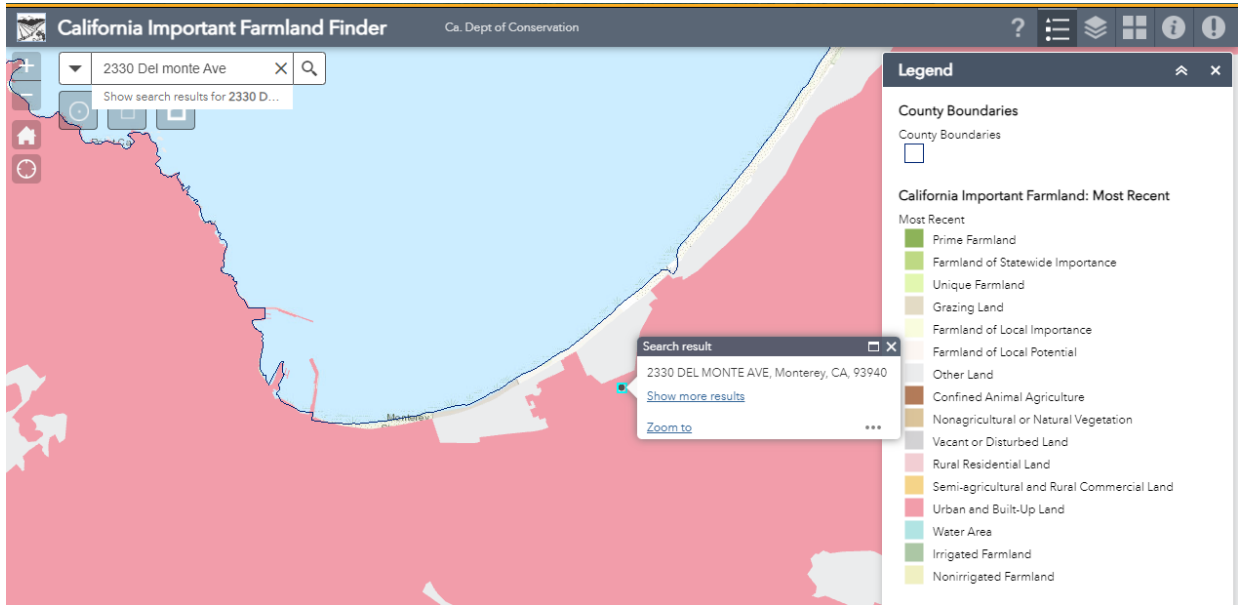 California Important Farmland Finder
Ca. Dept of Conservation
2330 Del monte Ave
Show search results for 2330 D...
Monterey
Search result
2330 DEL MONTE AVE, Monterey, CA, 93940
Show more results
Zoom to
Legend
County Boundaries
County Boundaries
California Important Farmland: Most Recent
Most Recent
Prime Farmland
Farmland of Statewide Importance
Unique Farmland
Grazing Land
Farmland of Local Importance
Farmland of Local Potential
Other Land
Confined Animal Agriculture
Nonagricultural or Natural Vegetation
Vacant or Disturbed Land
Rural Residential Land
Semi-agricultural and Rural Commercial Land
Urban and Built-Up Land
Water Area
Irrigated Farmland
Nonirrigated Farmland